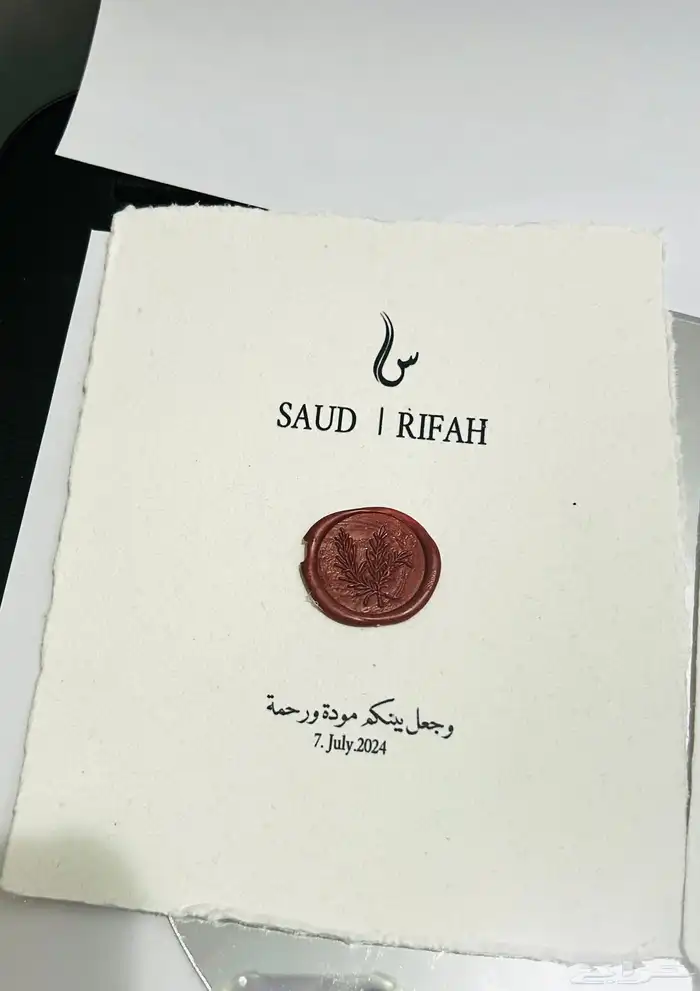 س
SAUD | RIFAH
وجعل بينكم مودة ورحمة
7. July.2024
حراج